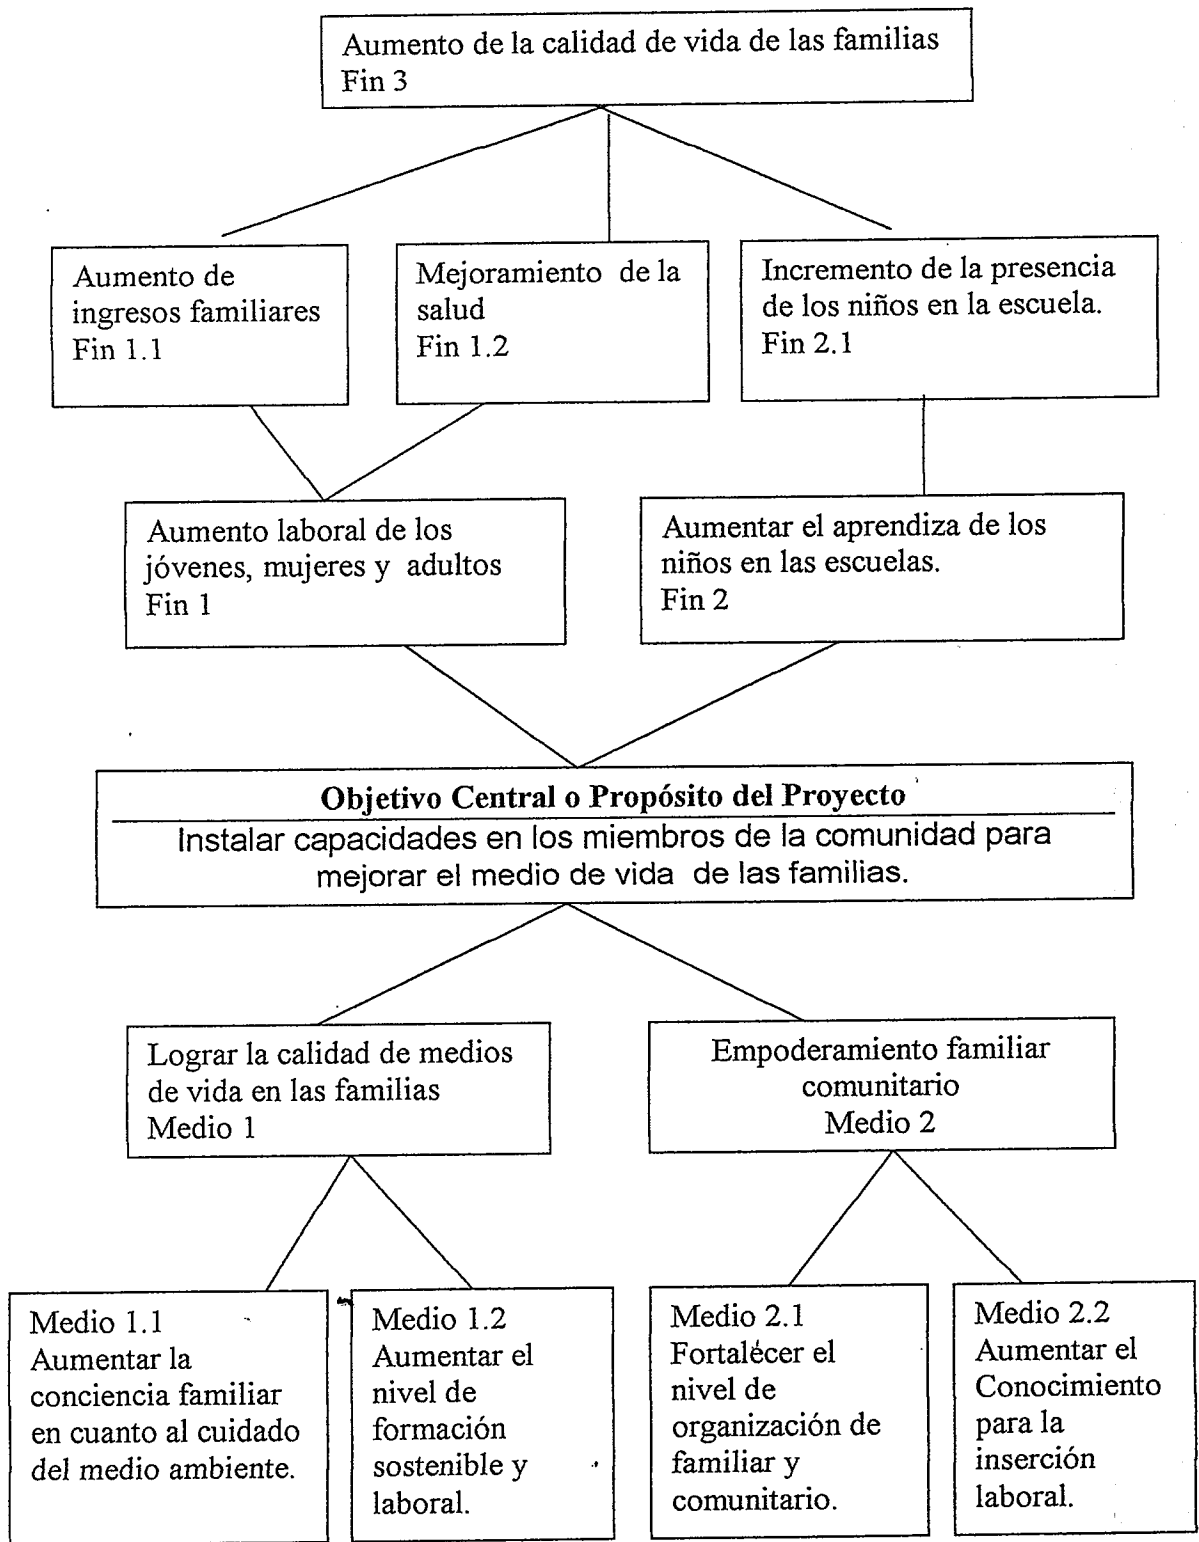 Aumento de la calidad de vida de las familias
Fin 3
Aumento de
ingresos familiares
Fin 1.1
Mejoramiento de la
salud
Fin 1.2
Incremento de la presencia
de los niños en la escuela.
Fin 2.1
Aumento laboral de los
jóvenes, mujeres y adultos
Fin 1
Aumentar el aprendiza de los
niños en las escuelas.
Fin 2
Objetivo Central o Propósito del Proyecto
Instalar capacidades en los miembros de la comunidad para
mejorar el medio de vida de las familias.
Lograr la calidad de medios
de vida en las familias
Medio 1
Empoderamiento familiar
comunitario
Medio 2
Medio 1.1
Aumentar la
conciencia familiar
en cuanto al cuidado
del medio ambiente.
Medio 1.2
Aumentar el
nivel de
formación
sostenible y
laboral.
Medio 2.1
Fortalécer el
nivel de
organización de
familiar y
comunitario.
Medio 2.2
Aumentar el
Conocimiento
para la
inserción
laboral.